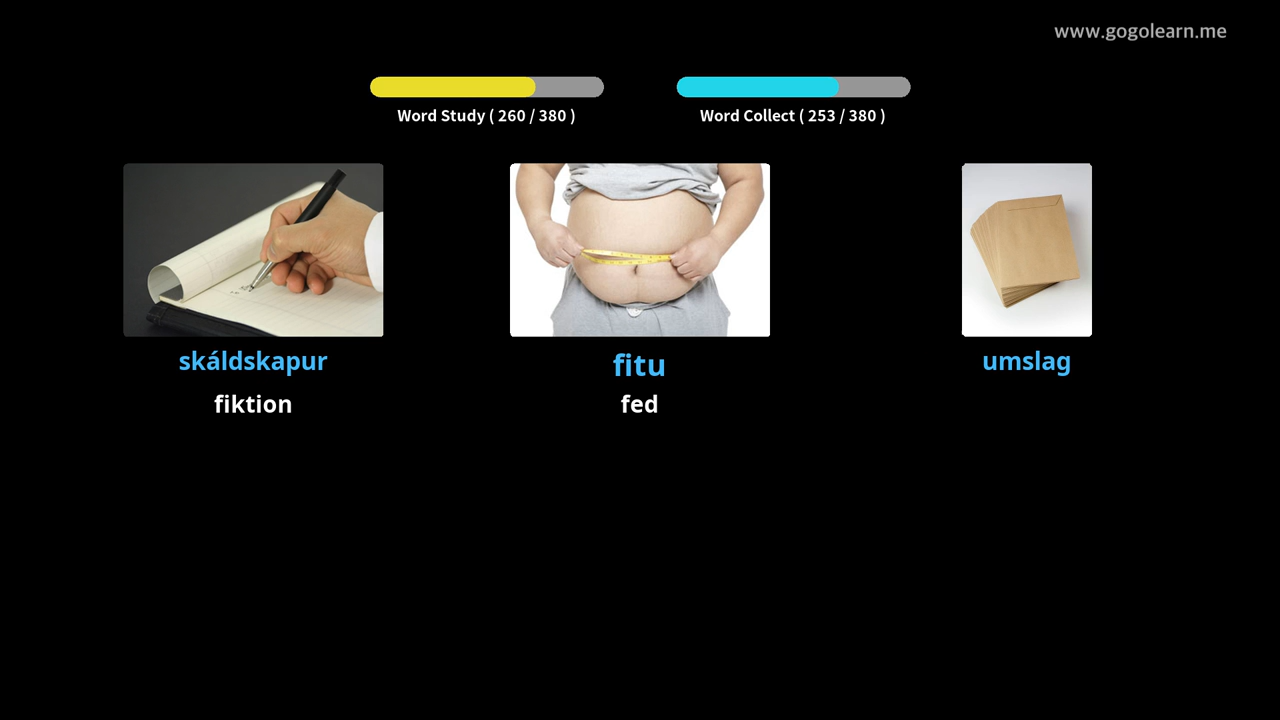 www.gogolearn.me
Word Study ( 260 / 380 )
Word Collect ( 253 / 380 )
skáldskapur
fiktion
fitu
fed
umslag